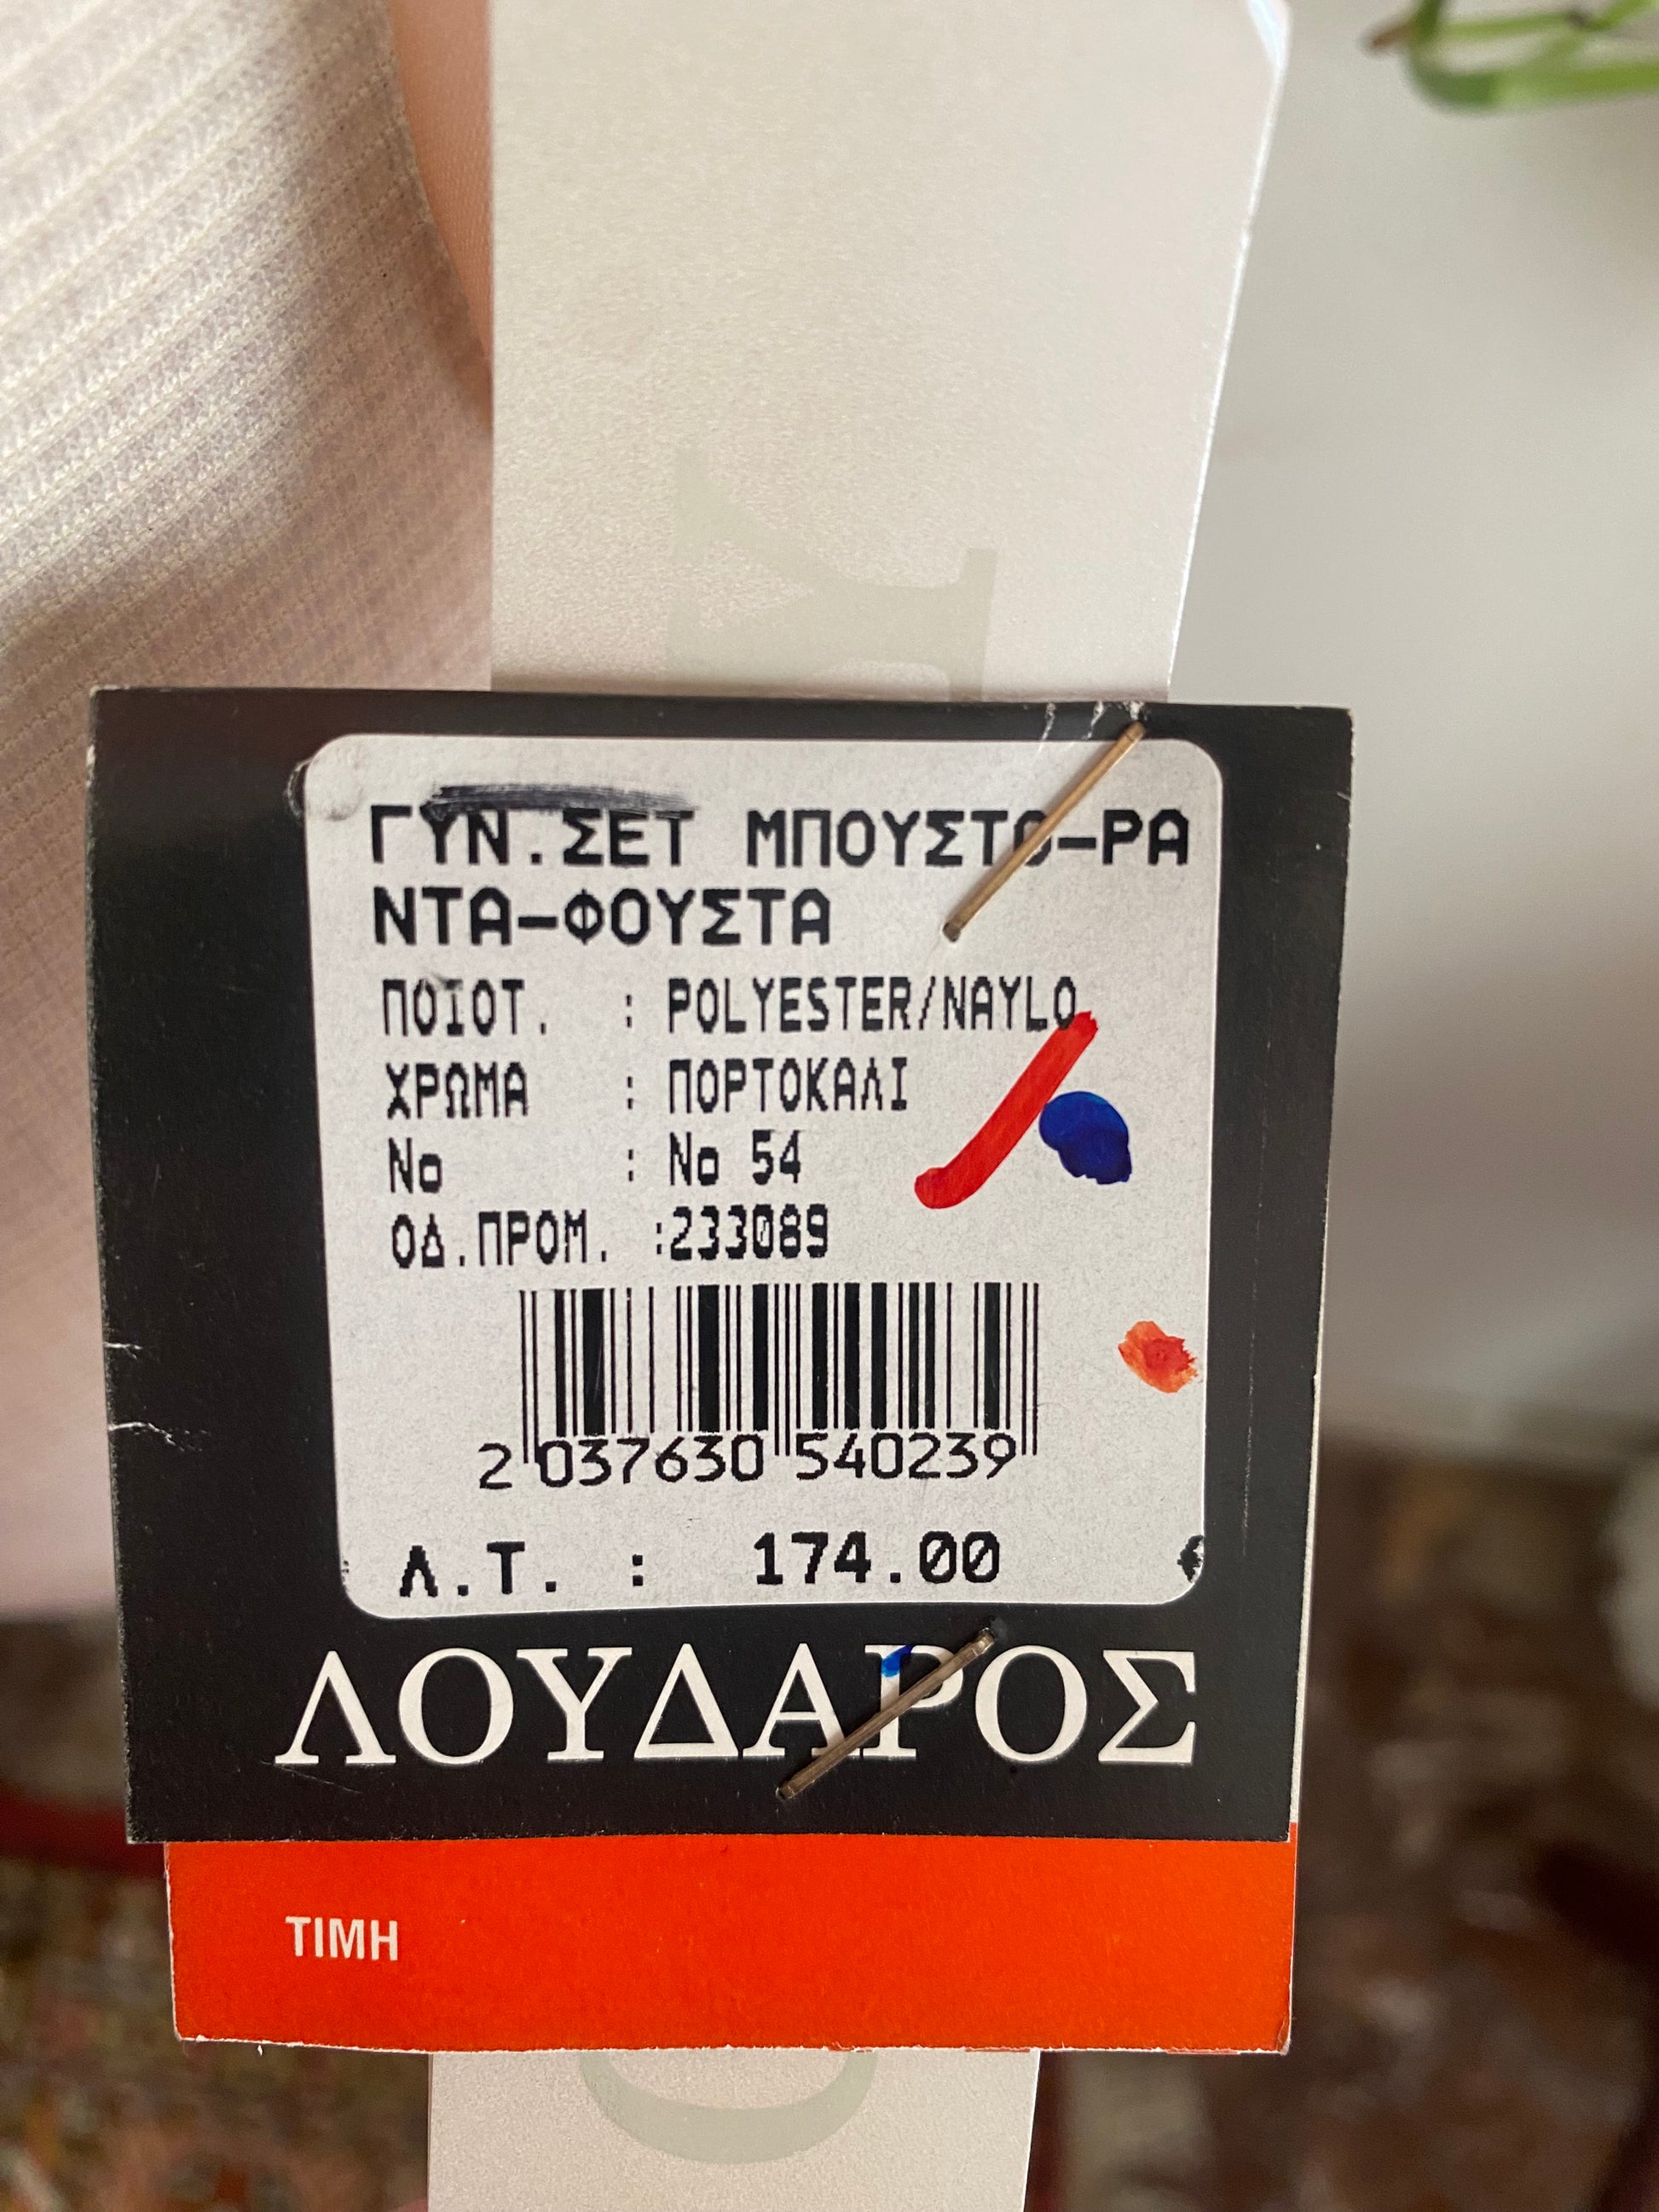 ΓΥΝ.ΣΕΤ ΜΠΟΥΣΤΟ-ΡΑ
ΝΤΑ-ΦΟΥΣΤΑ
ΠΟΙΟΤ. : POLYESTER/NAYLO
ΧΡΩΜΑ : ΠΟΡΤΟΚΑΛΙ
No : No 54
ΟΔ.ΠΡΟΜ. :233089
2 037630 540239
Λ.Τ. : 174.00 €
ΛΟΥΔΑΡΟΣ
ΤΙΜΗ